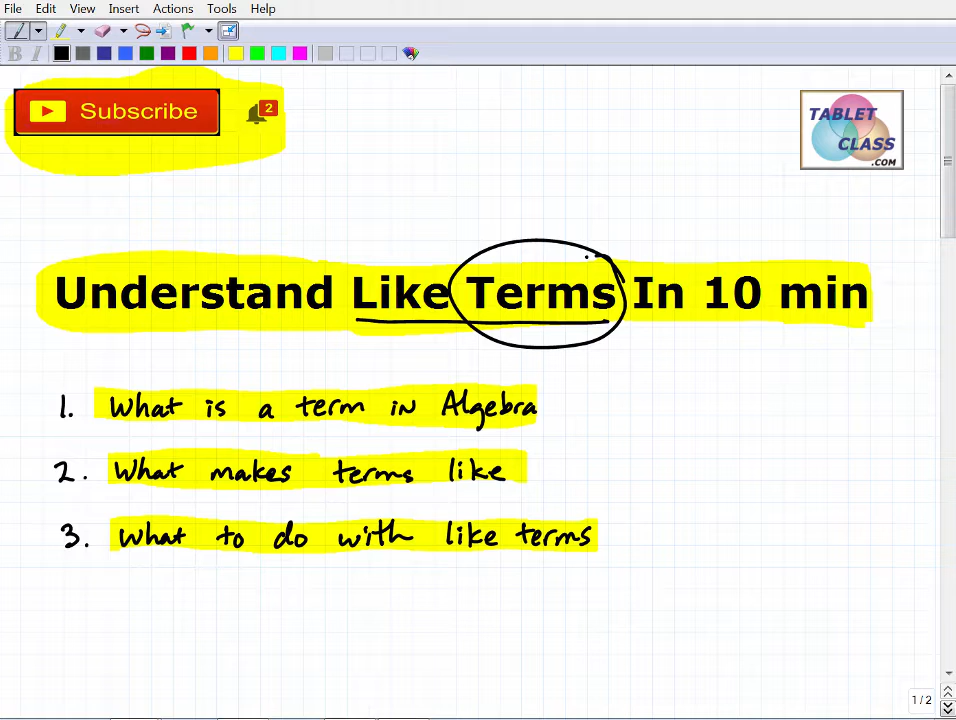 File Edit View Insert Actions Tools Help
B I
Subscribe 2
TABLET
CLASS
.COM
Understand Like Terms In 10 min
1. What is a term in Algebra
2. What makes terms like
3. What to do with like terms
1 / 2